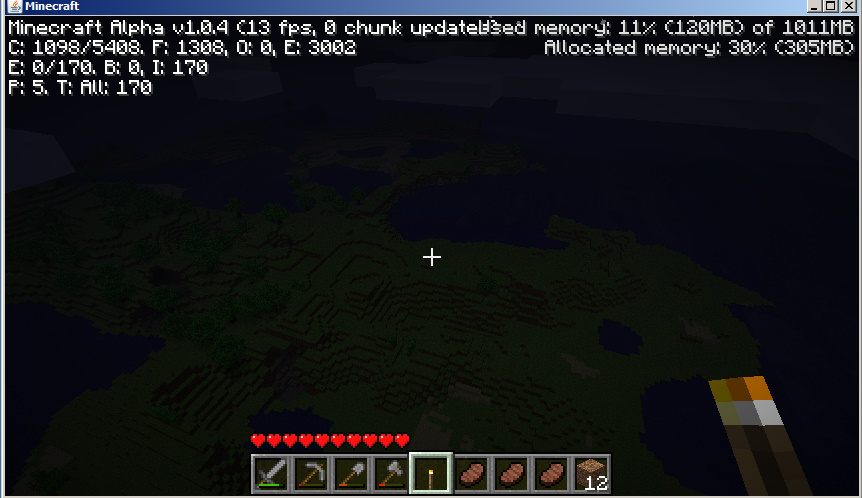 Minecraft
Minecraft Alpha v1.0.4 (13 fps, 0 chunk updates)
Used memory: 11% (120MB) of 1011MB
C: 1098/5408. F: 1308, O: 0, E: 3002
Allocated memory: 30% (305MB)
E: 0/170. B: 0, I: 170
P: 5. T: All: 170
12